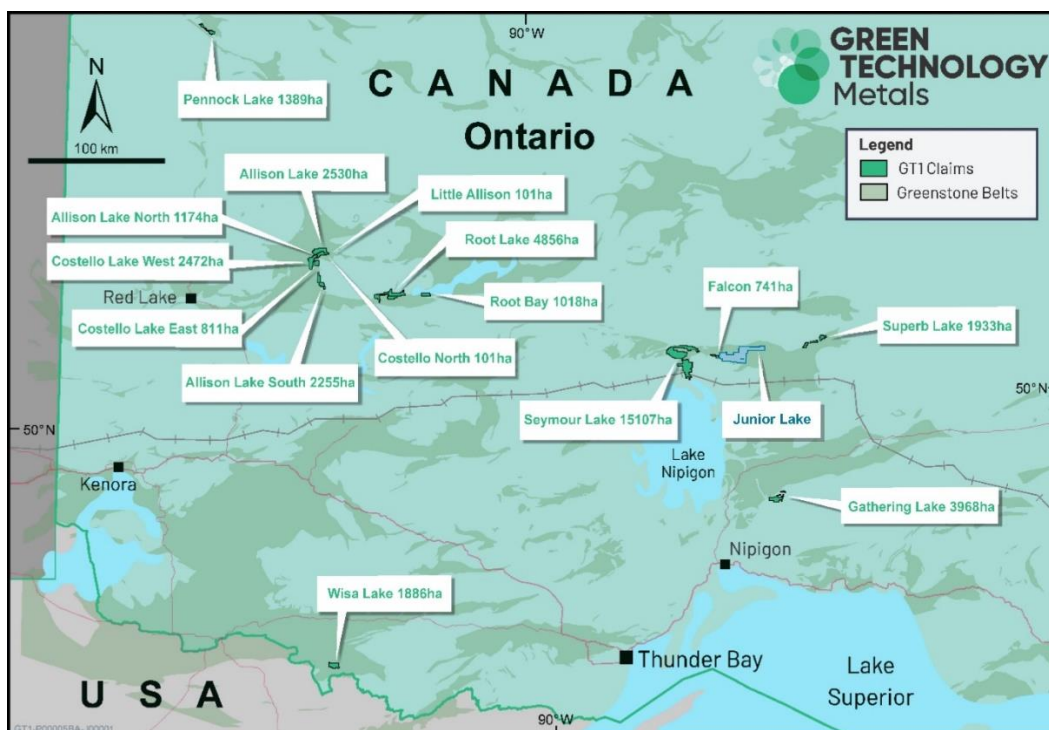 90°W
GREEN
TECHNOLOGY
Metals
N
100 km
CANADA
Ontario
Pennock Lake 1389ha
Legend
GT1 Claims
Greenstone Belts
Allison Lake 2530ha
Little Allison 101ha
Allison Lake North 1174ha
Root Lake 4856ha
Costello Lake West 2472ha
Red Lake
Root Bay 1018ha
Falcon 741ha
Superb Lake 1933ha
Costello Lake East 811ha
Costello North 101ha
Allison Lake South 2255ha
50°N
Seymour Lake 15107ha
Junior Lake
50°N
Lake
Nipigon
Kenora
Gathering Lake 3968ha
Nipigon
Wisa Lake 1886ha
Thunder Bay
Lake
Superior
USA
90°W